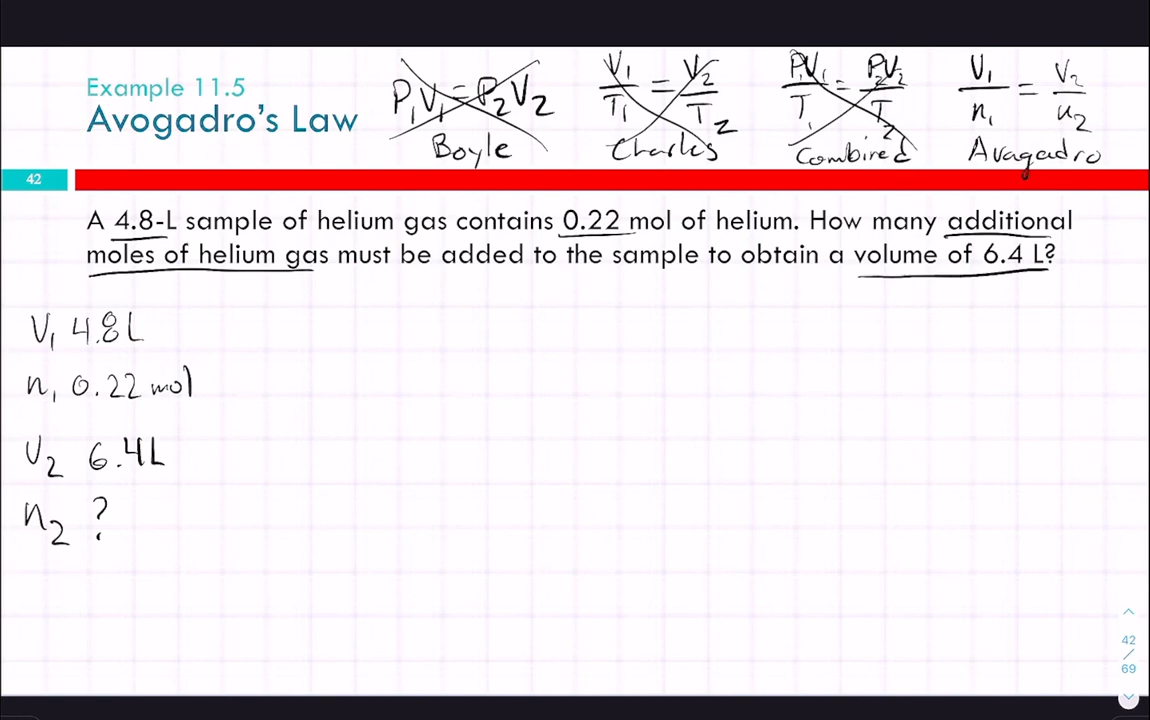 Example 11.5
Avogadro's Law
P₁V₁ = P₂V₂
Boyle
V₁/T₁ = V₂/T₂
Charles
P₁V₁/T₁ = P₂V₂/T₂
Combined
V₁/n₁ = V₂/n₂
Avagadro
42
A 4.8-L sample of helium gas contains 0.22 mol of helium. How many additional
moles of helium gas must be added to the sample to obtain a volume of 6.4 L?
V₁ 4.8L
n₁ 0.22 mol
V₂ 6.4L
n₂ ?
42
/
69